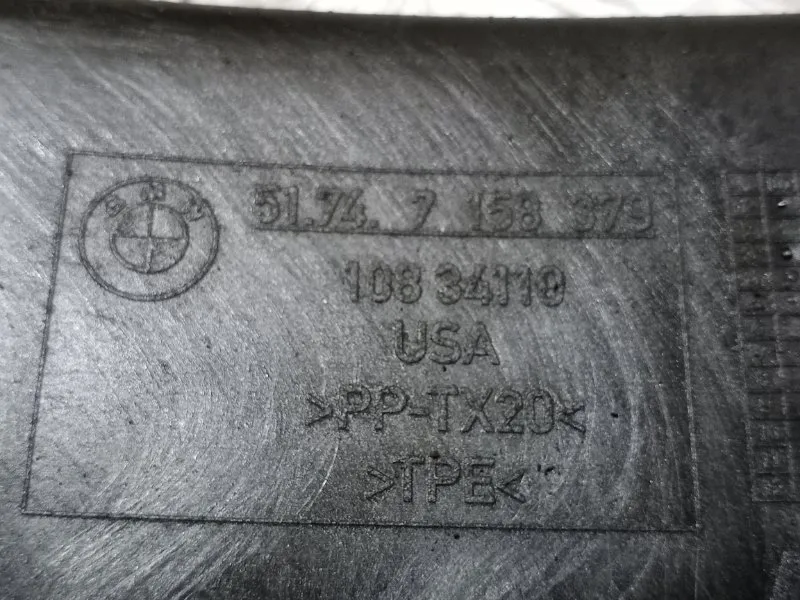 BMW
51.74. 7 158 379
108 34110
USA
>PP-TX20<
>TPE<